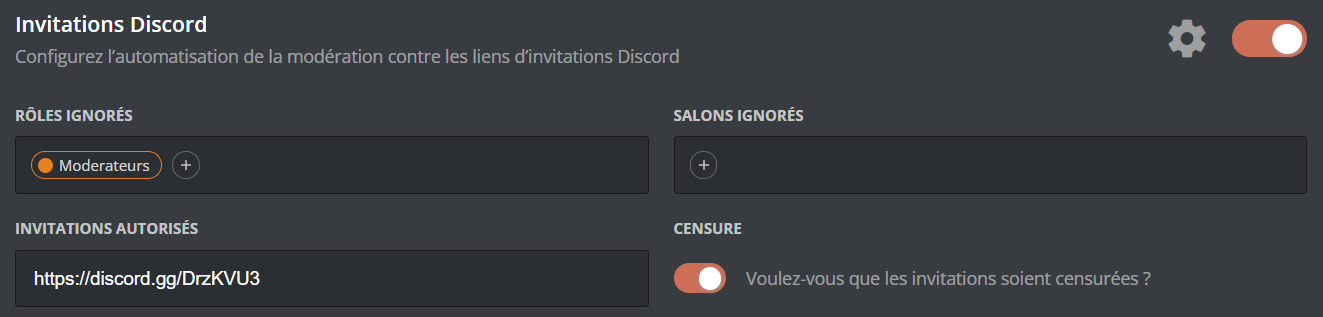 Invitations Discord
Configurez l’automatisation de la modération contre les liens d’invitations Discord
RÔLES IGNORÉS
SALONS IGNORÉS
Moderateurs +
+
INVITATIONS AUTORISÉS
CENSURE
https://discord.gg/DrzKVU3
Voulez-vous que les invitations soient censurées ?